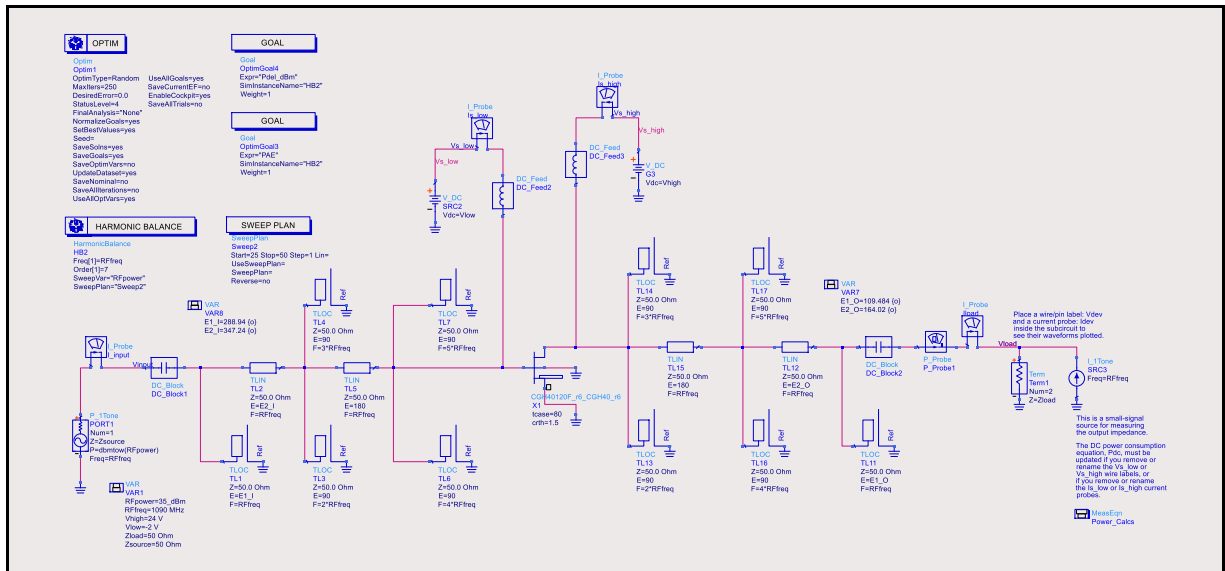 OPTIM
Optim
Optim1
OptimType=Random
MaxIters=250
DesiredError=0.0
StatusLevel=4
FinalAnalysis="None"
NormalizeGoals=yes
SetBestValues=yes
Seed=
SaveSolns=yes
SaveGoals=yes
SaveOptimVars=no
UpdateDataset=yes
SaveNominal=no
SaveAllIterations=no
UseAllOptVars=yes
UseAllGoals=yes
SaveCurrentEF=no
EnableCockpit=yes
SaveAllTrials=no
GOAL
Goal
OptimGoal4
Expr="Pdel_dBm"
SimInstanceName="HB2"
Weight=1
GOAL
Goal
OptimGoal3
Expr="PAE"
SimInstanceName="HB2"
Weight=1
HARMONIC BALANCE
HarmonicBalance
HB2
Freq[1]=RFfreq
Order[1]=7
SweepVar="RFpower"
SweepPlan="Sweep2"
SWEEP PLAN
SweepPlan
Sweep2
Start=25 Stop=50 Step=1 Lin=
UseSweepPlan=
SweepPlan=
Reverse=no
I_Probe
Is_low
Vs_low
Vs_low
V_DC
SRC2
Vdc=Vlow
DC_Feed
DC_Feed2
I_Probe
Is_high
Vs_high
Vs_high
DC_Feed
DC_Feed3
V_DC
G3
Vdc=Vhigh
VAR
VAR8
E1_I=288.94 {o}
E2_I=347.24 {o}
Ref
TLOC
TL4
Z=50.0 Ohm
E=90
F=3*RFfreq
Ref
TLOC
TL7
Z=50.0 Ohm
E=90
F=5*RFfreq
Ref
TLOC
TL14
Z=50.0 Ohm
E=90
F=3*RFfreq
Ref
TLOC
TL17
Z=50.0 Ohm
E=90
F=5*RFfreq
VAR
VAR7
E1_O=109.484 {o}
E2_O=164.02 {o}
I_Probe
Iload
Place a wire/pin label: Vdev
and a current probe: Idev
inside the subcircuit to
see their waveforms plotted.
I_Probe
I_input
Vinput
DC_Block
DC_Block1
TLIN
TL2
Z=50.0 Ohm
E=E2_I
F=RFfreq
TLIN
TL5
Z=50.0 Ohm
E=180
F=RFfreq
CGH40120F_r6_CGH40_r6
X1
tcase=80
crth=1.5
TLIN
TL15
Z=50.0 Ohm
E=180
F=RFfreq
TLIN
TL12
Z=50.0 Ohm
E=E2_O
F=RFfreq
DC_Block
DC_Block2
P_Probe
P_Probe1
Vload
Term
Term1
Num=2
Z=Zload
I_1Tone
SRC3
Freq=RFfreq
P_1Tone
PORT1
Num=1
Z=Zsource
P=dbmtow(RFpower)
Freq=RFfreq
Ref
TLOC
TL1
Z=50.0 Ohm
E=E1_I
F=RFfreq
Ref
TLOC
TL3
Z=50.0 Ohm
E=90
F=2*RFfreq
Ref
TLOC
TL6
Z=50.0 Ohm
E=90
F=4*RFfreq
Ref
TLOC
TL13
Z=50.0 Ohm
E=90
F=2*RFfreq
Ref
TLOC
TL16
Z=50.0 Ohm
E=90
F=4*RFfreq
Ref
TLOC
TL11
Z=50.0 Ohm
E=E1_O
F=RFfreq
This is a small-signal
source for measuring
the output impedance.
The DC power consumption
equation, Pdc, must be
updated if you remove or
rename the Vs_low or
Vs_high wire labels, or
if you remove or rename
the Is_low or Is_high current
probes.
VAR
VAR1
RFpower=35_dBm
RFfreq=1090 MHz
Vhigh=24 V
Vlow=-2 V
Zload=50 Ohm
Zsource=50 Ohm
MeasEqn
Power_Calcs